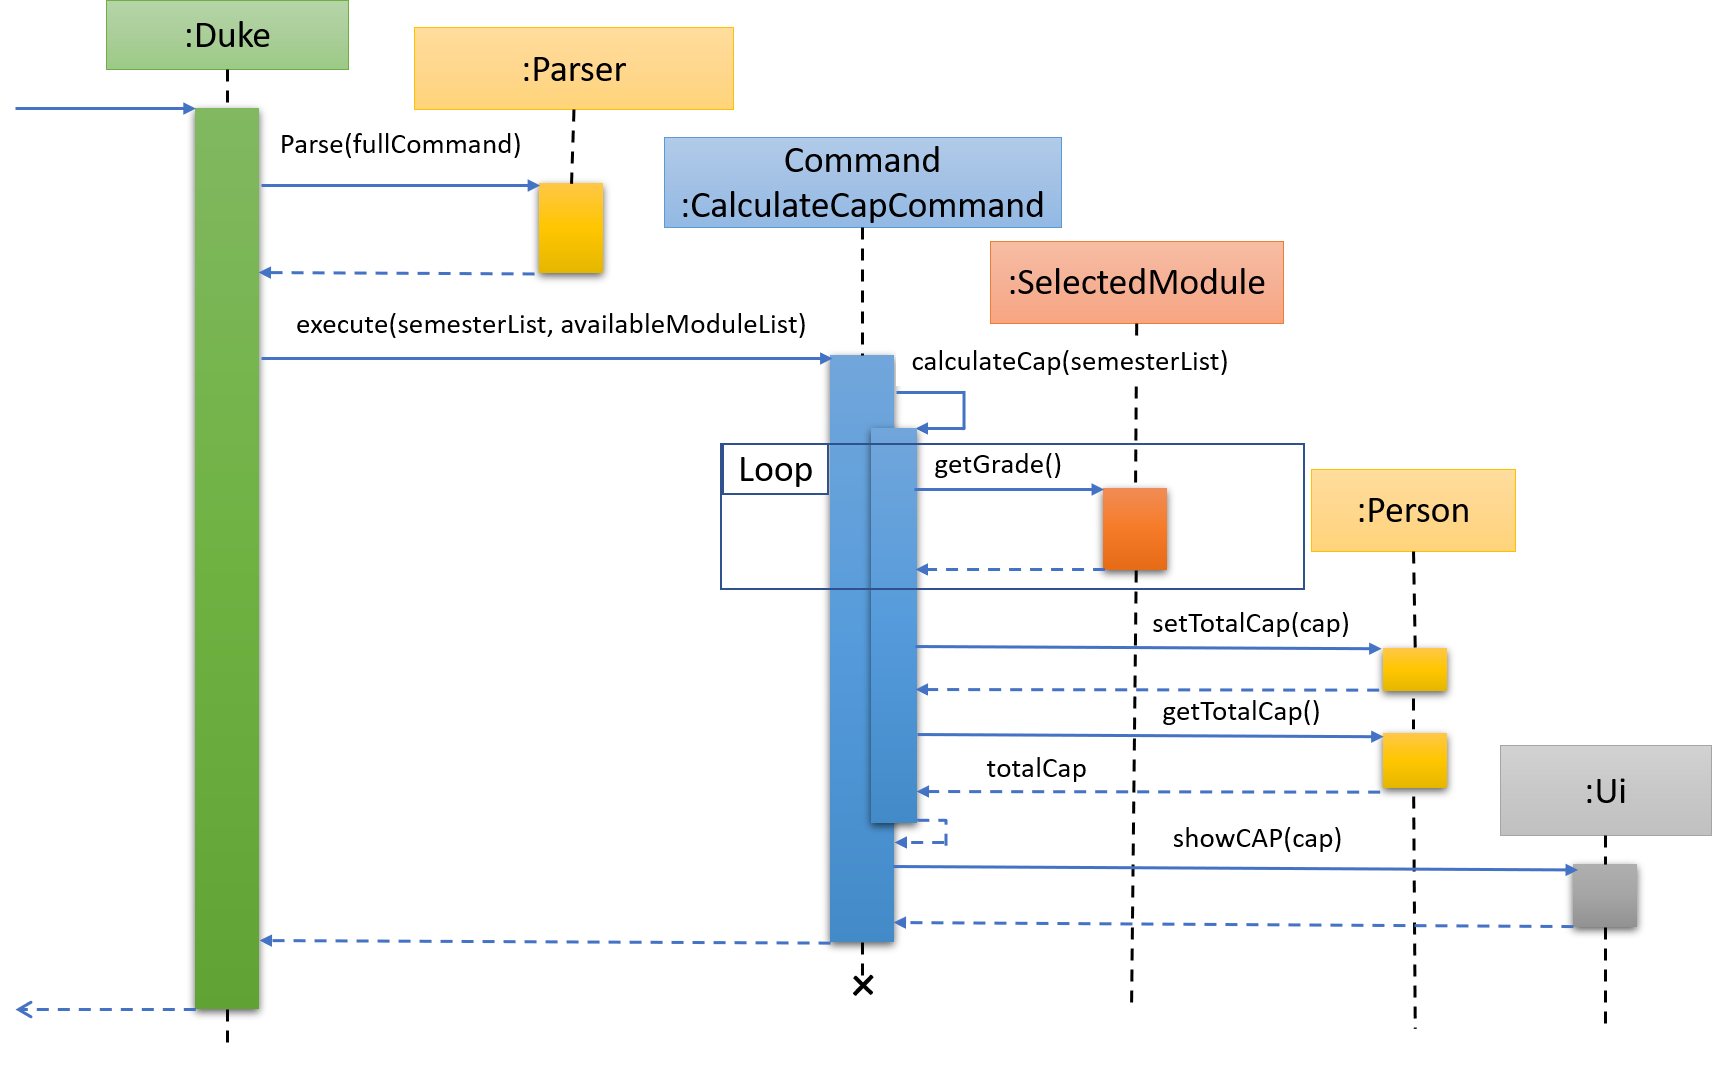 :Duke
:Parser
Parse(fullCommand)
Command
:CalculateCapCommand
:SelectedModule
execute(semesterList, availableModuleList)
calculateCap(semesterList)
Loop
getGrade()
:Person
setTotalCap(cap)
getTotalCap()
totalCap
:Ui
showCAP(cap)